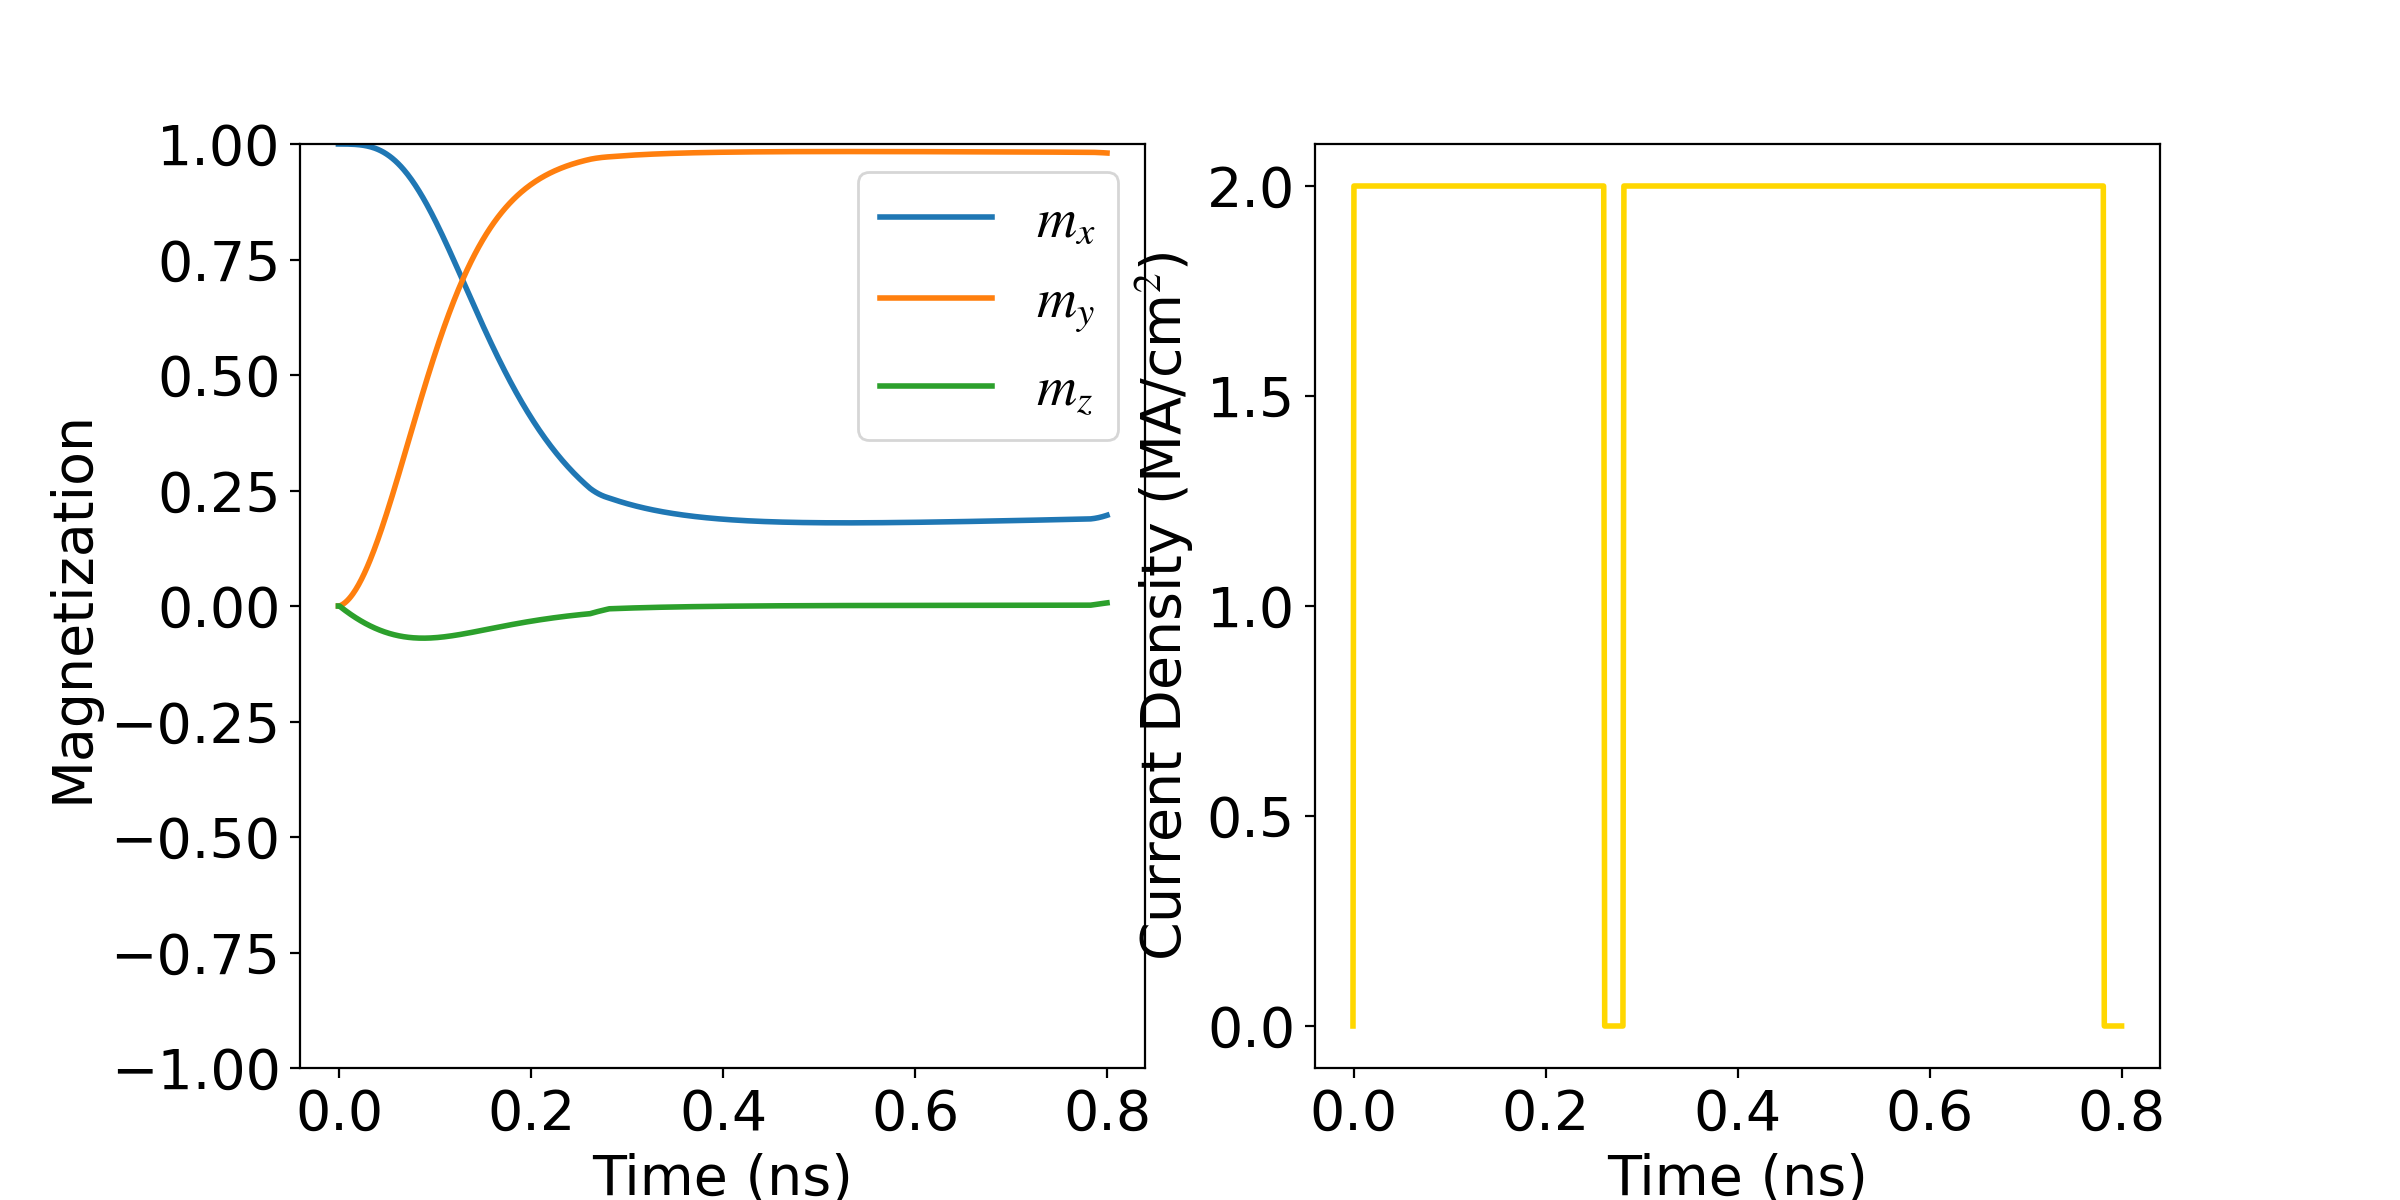 1.00
0.75
0.50
0.25
0.00
−0.25
−0.50
−0.75
−1.00
Magnetization
0.0 0.2 0.4 0.6 0.8
Time (ns)
m_x
m_y
m_z
2.0
1.5
1.0
0.5
0.0
Current Density (MA/cm²)
0.0 0.2 0.4 0.6 0.8
Time (ns)